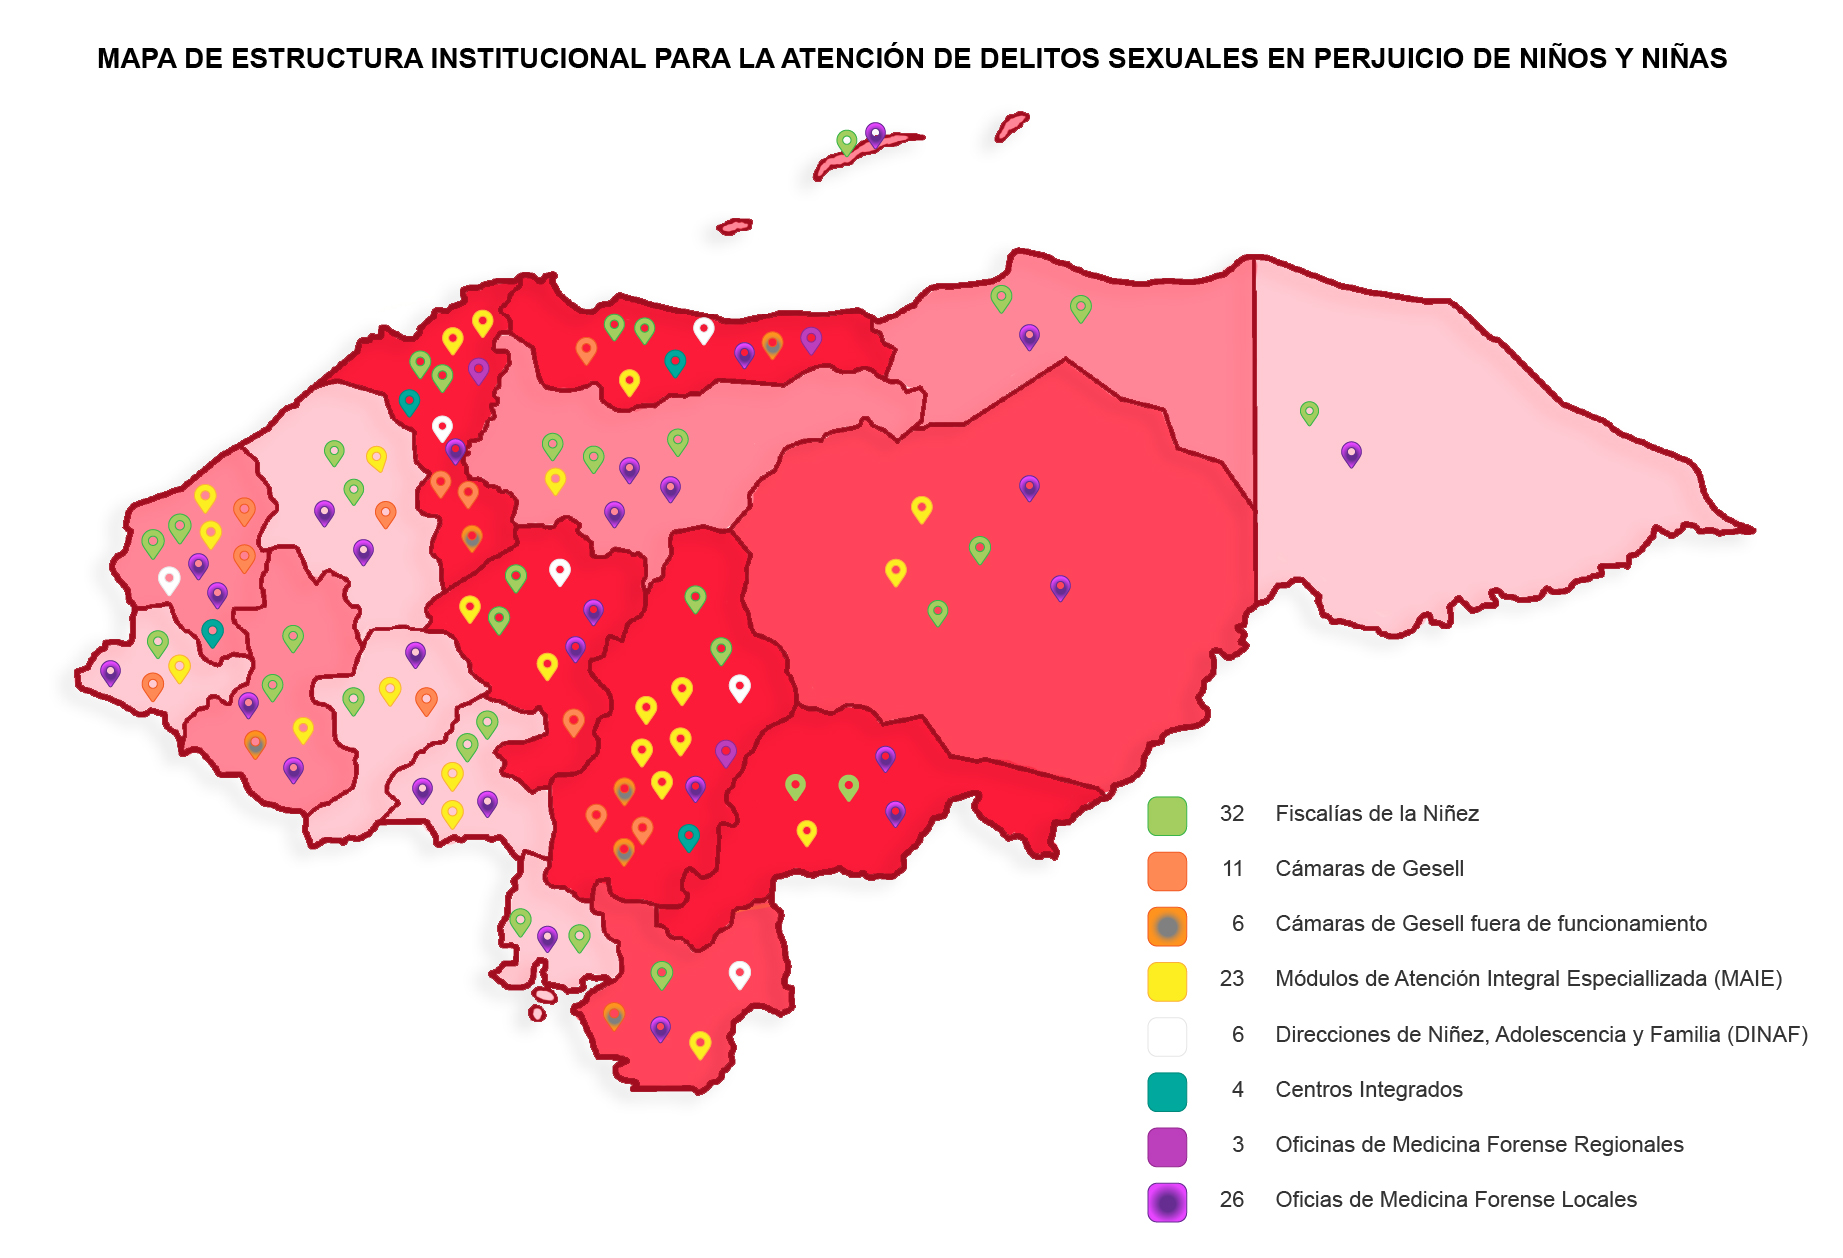 MAPA DE ESTRUCTURA INSTITUCIONAL PARA LA ATENCIÓN DE DELITOS SEXUALES EN PERJUICIO DE NIÑOS Y NIÑAS
32 Fiscalías de la Niñez
11 Cámaras de Gesell
6 Cámaras de Gesell fuera de funcionamiento
23 Módulos de Atención Integral Especiallizada (MAIE)
6 Direcciones de Niñez, Adolescencia y Familia (DINAF)
4 Centros Integrados
3 Oficinas de Medicina Forense Regionales
26 Oficias de Medicina Forense Locales